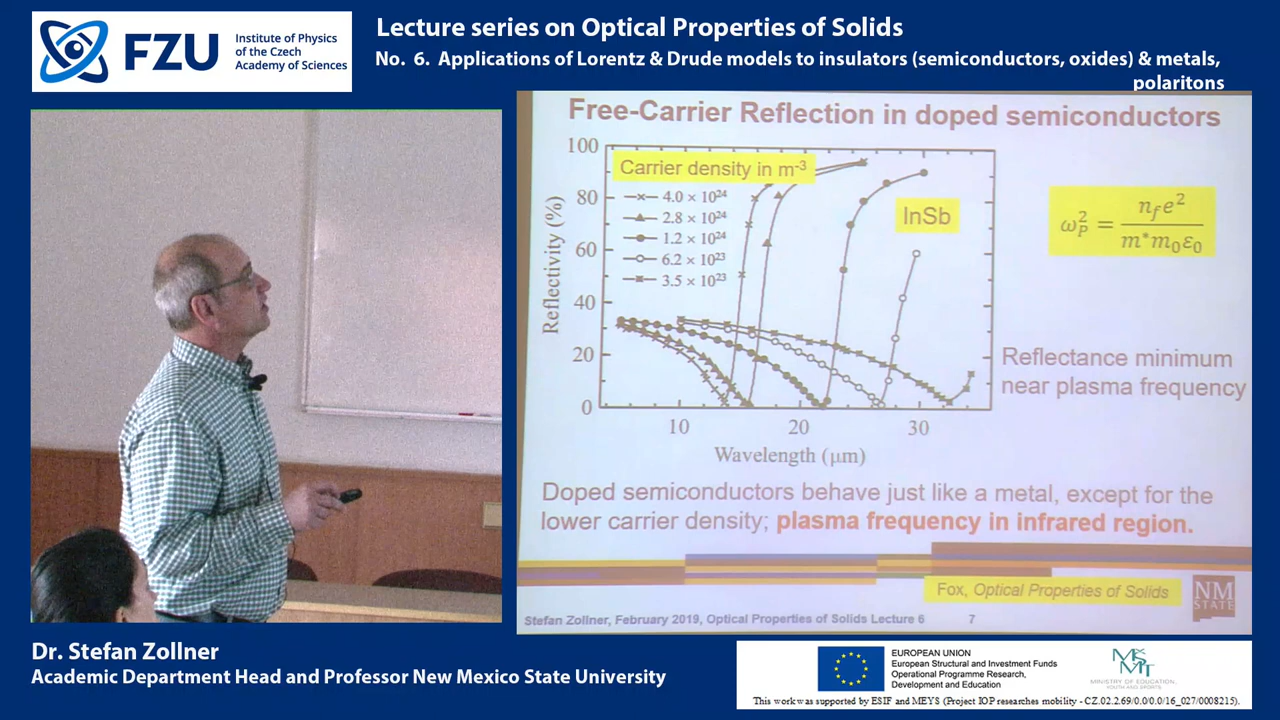 FZU
Institute of Physics
of the Czech
Academy of Sciences
Lecture series on Optical Properties of Solids
No. 6. Applications of Lorentz & Drude models to insulators (semiconductors, oxides) & metals,
polaritons
Free-Carrier Reflection in doped semiconductors
100
80
60
40
20
0
Reflectivity (%)
Carrier density in m⁻³
4.0 × 10²⁴
2.8 × 10²⁴
1.2 × 10²⁴
6.2 × 10²³
3.5 × 10²³
InSb
10 20 30
Wavelength (μm)
ω_P² = n_f e² / m* m₀ ε₀
Reflectance minimum
near plasma frequency
Doped semiconductors behave just like a metal, except for the
lower carrier density; plasma frequency in infrared region.
Fox, Optical Properties of Solids
NM
STATE
Stefan Zollner, February 2019, Optical Properties of Solids Lecture 6 7
Dr. Stefan Zollner
Academic Department Head and Professor New Mexico State University
EUROPEAN UNION
European Structural and Investment Funds
Operational Programme Research,
Development and Education
MINISTRY OF EDUCATION,
YOUTH AND SPORTS
This work was supported by ESIF and MEYS (Project IOP researches mobility - CZ.02.2.69/0.0/0.0/16_027/0008215).